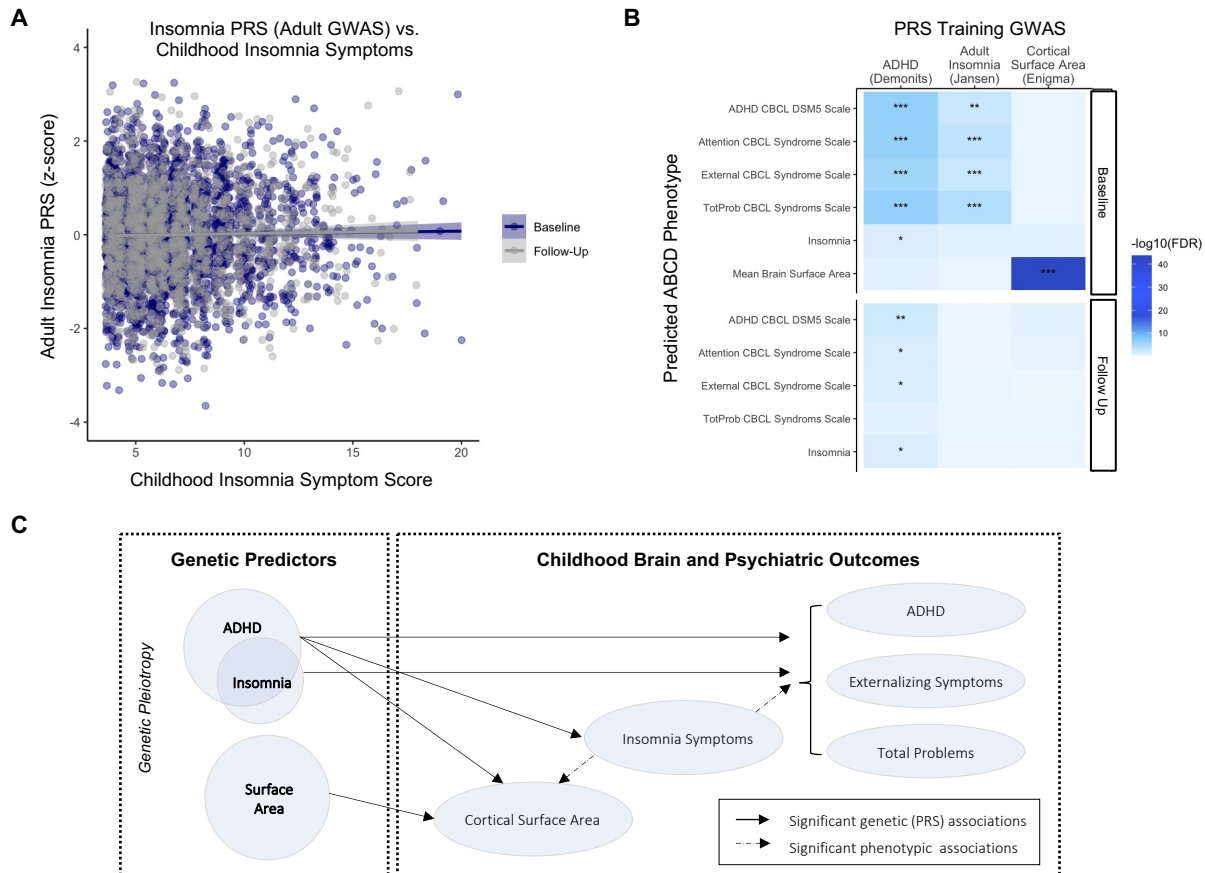 A
Insomnia PRS (Adult GWAS) vs.
Childhood Insomnia Symptoms
Adult Insomnia PRS (z-score)
4
2
0
-2
-4
5
10
15
20
Childhood Insomnia Symptom Score
Baseline
Follow-Up
B
PRS Training GWAS
ADHD
(Demonits)
Adult
Insomnia
(Jansen)
Cortical
Surface Area
(Enigma)
Predicted ABCD Phenotype
ADHD CBCL DSM5 Scale
*** **
Attention CBCL Syndrome Scale
*** ***
External CBCL Syndrome Scale
*** ***
TotProb CBCL Syndroms Scale
*** ***
Insomnia
*
Mean Brain Surface Area
***
Baseline
ADHD CBCL DSM5 Scale
**
Attention CBCL Syndrome Scale
*
External CBCL Syndrome Scale
*
TotProb CBCL Syndroms Scale
Insomnia
*
Follow Up
-log10(FDR)
40
30
20
10
C
Genetic Predictors
Childhood Brain and Psychiatric Outcomes
Genetic Pleiotropy
ADHD
Insomnia
Surface
Area
Insomnia Symptoms
Cortical Surface Area
ADHD
Externalizing Symptoms
Total Problems
Significant genetic (PRS) associations
Significant phenotypic associations